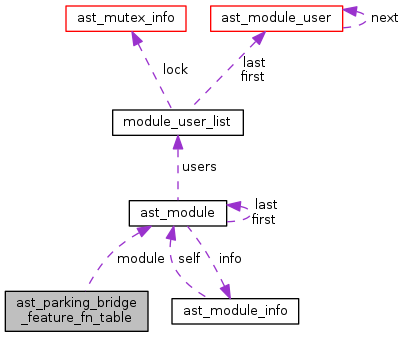 ast_mutex_info
ast_module_user
next
lock
last
first
module_user_list
users
ast_module
last
first
module
self
info
ast_parking_bridge
_feature_fn_table
ast_module_info